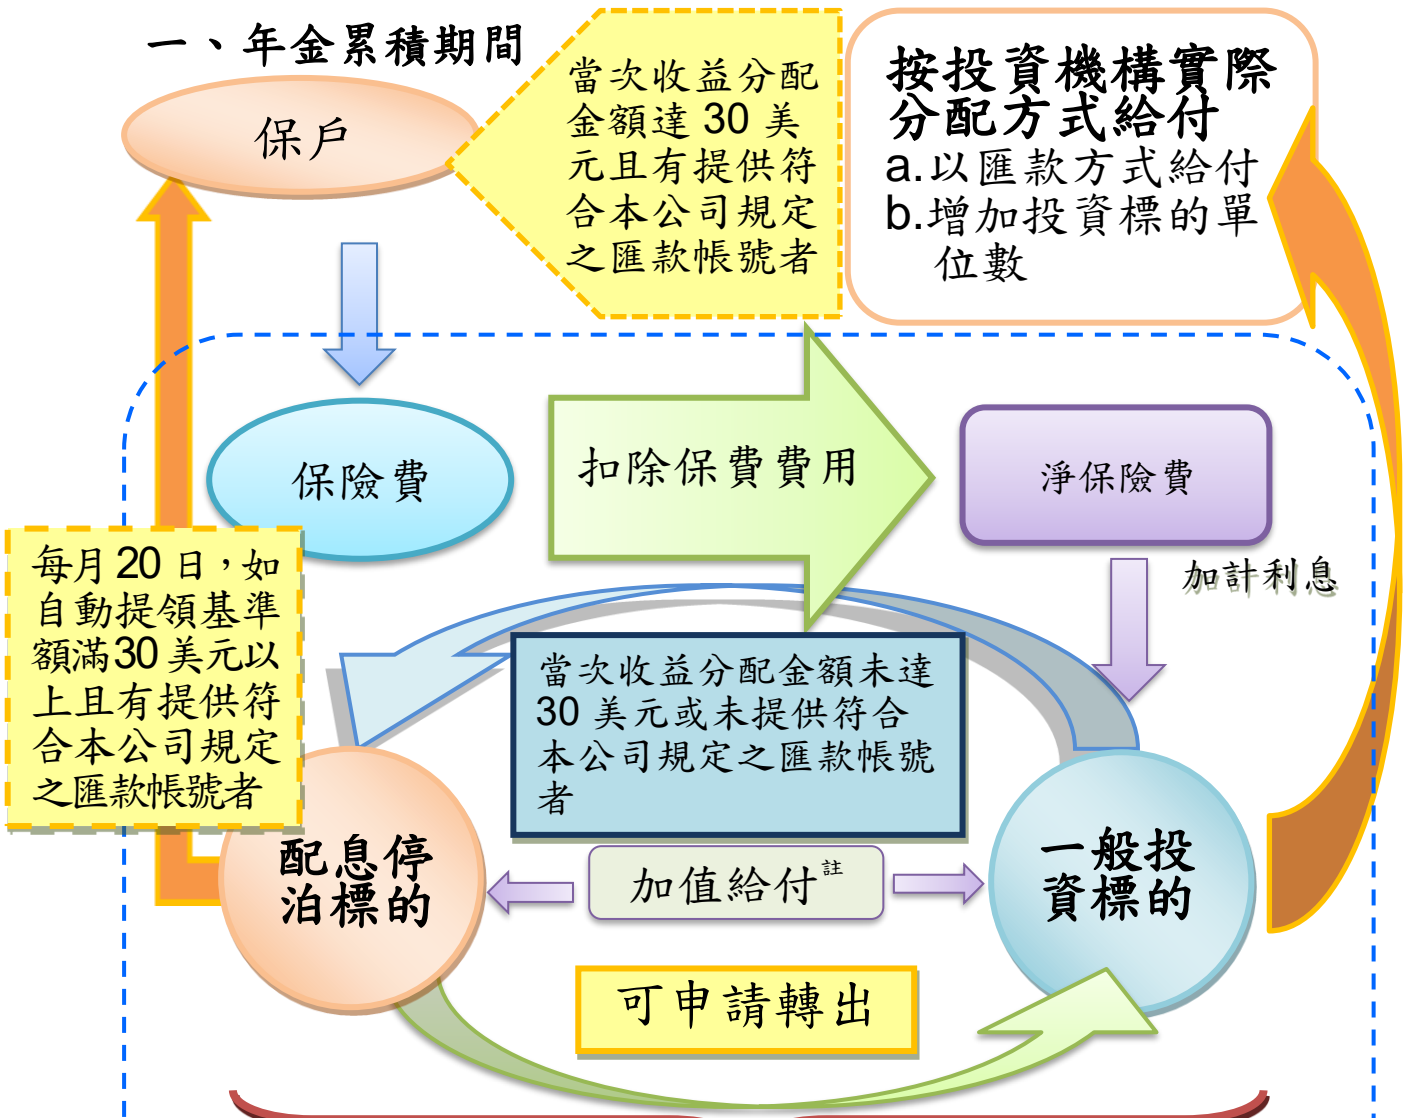 一、年金累積期間
保戶
當次收益分配
金額達 30 美
元且有提供符
合本公司規定
之匯款帳號者
按投資機構實際
分配方式給付
a.以匯款方式給付
b.增加投資標的單
位數
保險費
扣除保費費用
淨保險費
加計利息
每月20日，如
自動提領基準
額滿30美元以
上且有提供符
合本公司規定
之匯款帳號者
當次收益分配金額未達
30 美元或未提供符合
本公司規定之匯款帳號
者
配息停
泊標的
加值給付註
一般投
資標的
可申請轉出